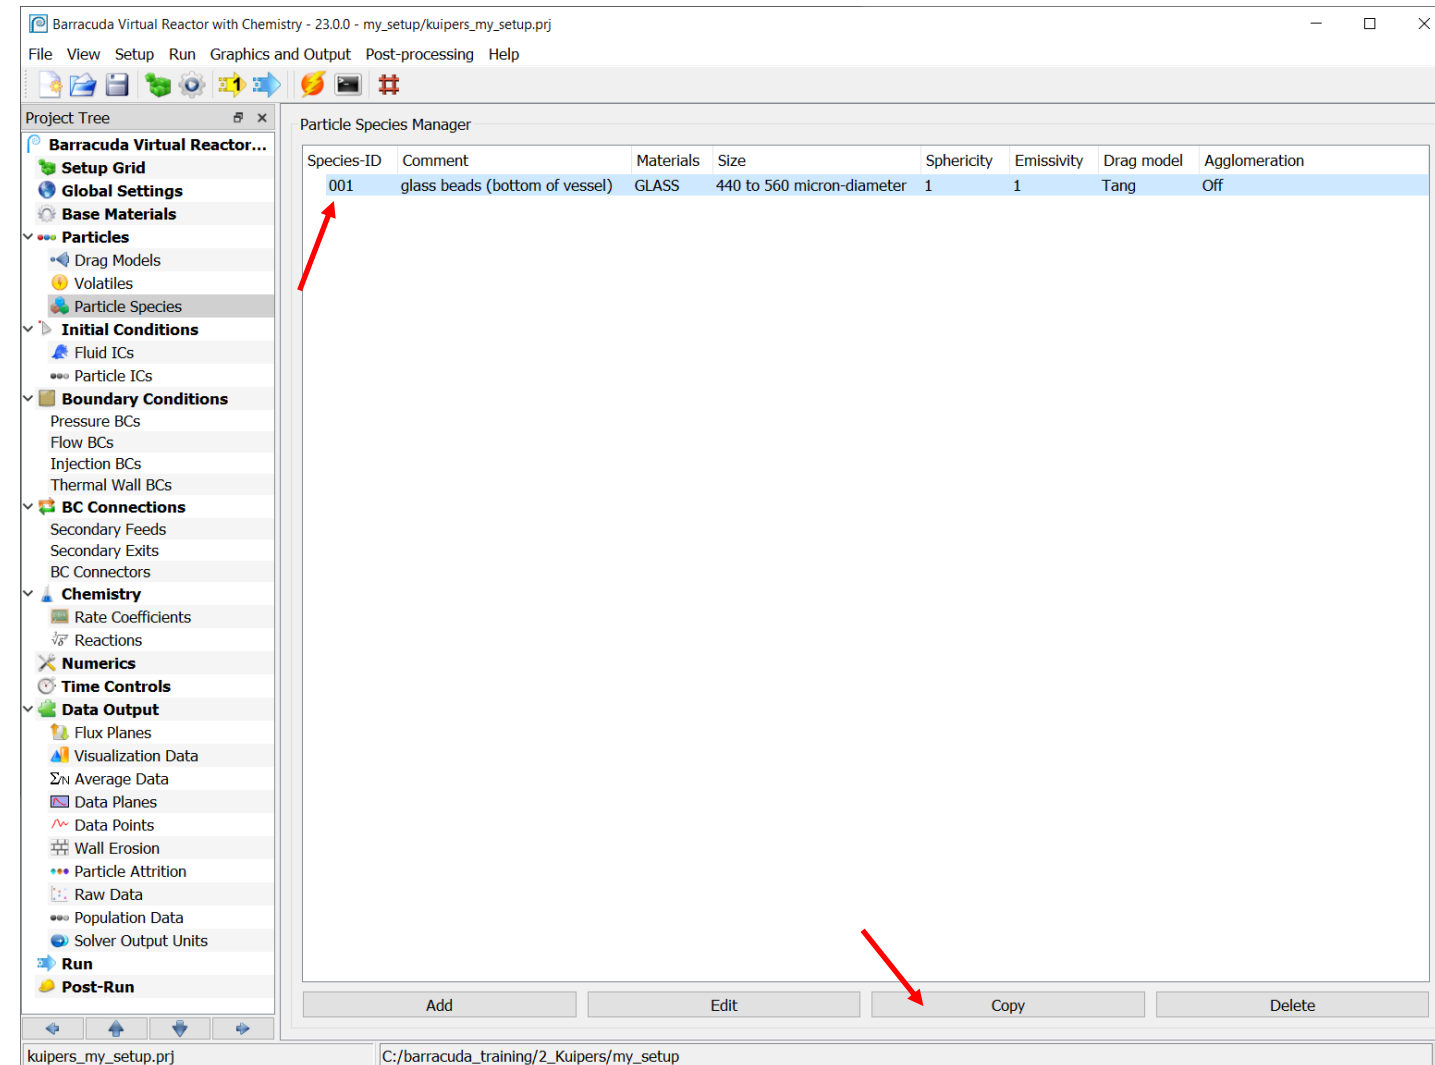 Barracuda Virtual Reactor with Chemistry - 23.0.0 - my_setup/kuipers_my_setup.prj
File View Setup Run Graphics and Output Post-processing Help
Project Tree
Barracuda Virtual Reactor...
Setup Grid
Global Settings
Base Materials
Particles
Drag Models
Volatiles
Particle Species
Initial Conditions
Fluid ICs
Particle ICs
Boundary Conditions
Pressure BCs
Flow BCs
Injection BCs
Thermal Wall BCs
BC Connections
Secondary Feeds
Secondary Exits
BC Connectors
Chemistry
Rate Coefficients
Reactions
Numerics
Time Controls
Data Output
Flux Planes
Visualization Data
Average Data
Data Planes
Data Points
Wall Erosion
Particle Attrition
Raw Data
Population Data
Solver Output Units
Run
Post-Run
Particle Species Manager
Species-ID Comment Materials Size Sphericity Emissivity Drag model Agglomeration
001 glass beads (bottom of vessel) GLASS 440 to 560 micron-diameter 1 1 Tang Off
Add Edit Copy Delete
kuipers_my_setup.prj C:/barracuda_training/2_Kuipers/my_setup